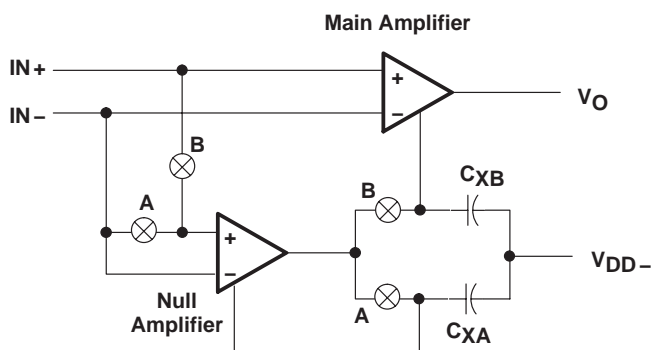 Main Amplifier
IN+
+
IN−
−
VO
B
B
CXB
A
+
−
VDD−
Null
Amplifier
A
CXA